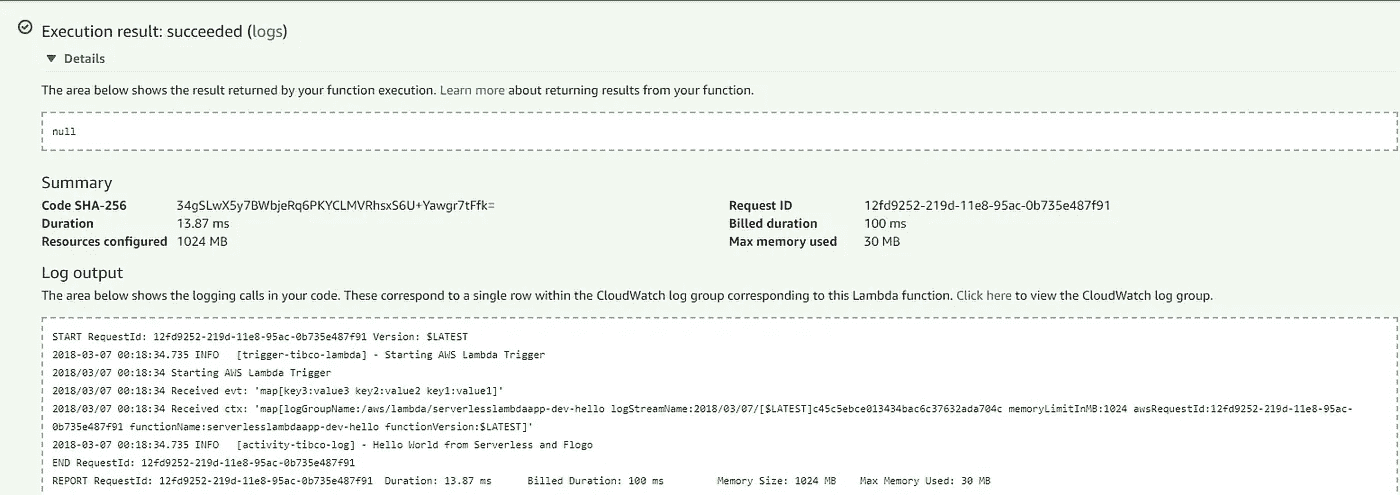 Execution result: succeeded (logs)
Details
The area below shows the result returned by your function execution. Learn more about returning results from your function.
null
Summary
Code SHA-256 34gSLwX5y7BWbjeRq6PKYCLMVRhsxS6U+Yawgr7tFfk= Request ID 12fd9252-219d-11e8-95ac-0b735e487f91
Duration 13.87 ms Billed duration 100 ms
Resources configured 1024 MB Max memory used 30 MB
Log output
The area below shows the logging calls in your code. These correspond to a single row within the CloudWatch log group corresponding to this Lambda function. Click here to view the CloudWatch log group.
START RequestId: 12fd9252-219d-11e8-95ac-0b735e487f91 Version: $LATEST
2018-03-07 00:18:34.735 INFO [trigger-tibco-lambda] - Starting AWS Lambda Trigger
2018/03/07 00:18:34 Starting AWS Lambda Trigger
2018/03/07 00:18:34 Received evt: 'map[key3:value3 key2:value2 key1:value1]'
2018/03/07 00:18:34 Received ctx: 'map[logGroupName:/aws/lambda/serverlesslambdaapp-dev-hello logStreamName:2018/03/07/[$LATEST]c45c5ebce013434bac6c37632ada704c memoryLimitInMB:1024 awsRequestId:12fd9252-219d-11e8-95ac-
0b735e487f91 functionName:serverlesslambdaapp-dev-hello functionVersion:$LATEST]'
2018-03-07 00:18:34.735 INFO [activity-tibco-log] - Hello World from Serverless and Flogo
END RequestId: 12fd9252-219d-11e8-95ac-0b735e487f91
REPORT RequestId: 12fd9252-219d-11e8-95ac-0b735e487f91 Duration: 13.87 ms Billed Duration: 100 ms Memory Size: 1024 MB Max Memory Used: 30 MB